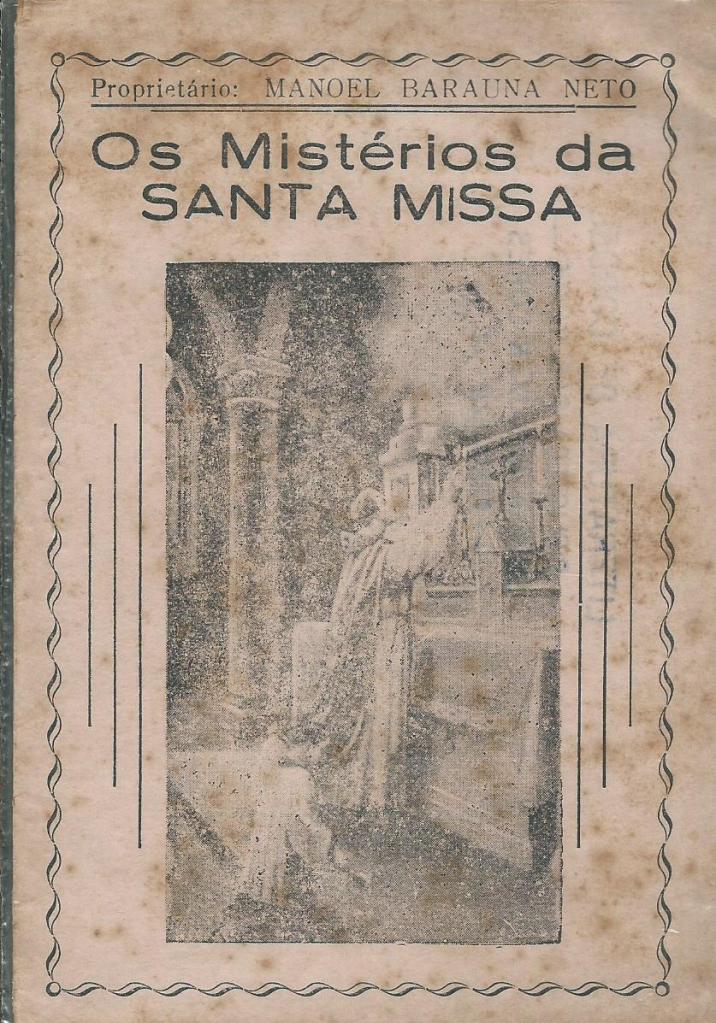 Proprietário: MANOEL BARAUNA NETO
Os Mistérios da
SANTA MISSA